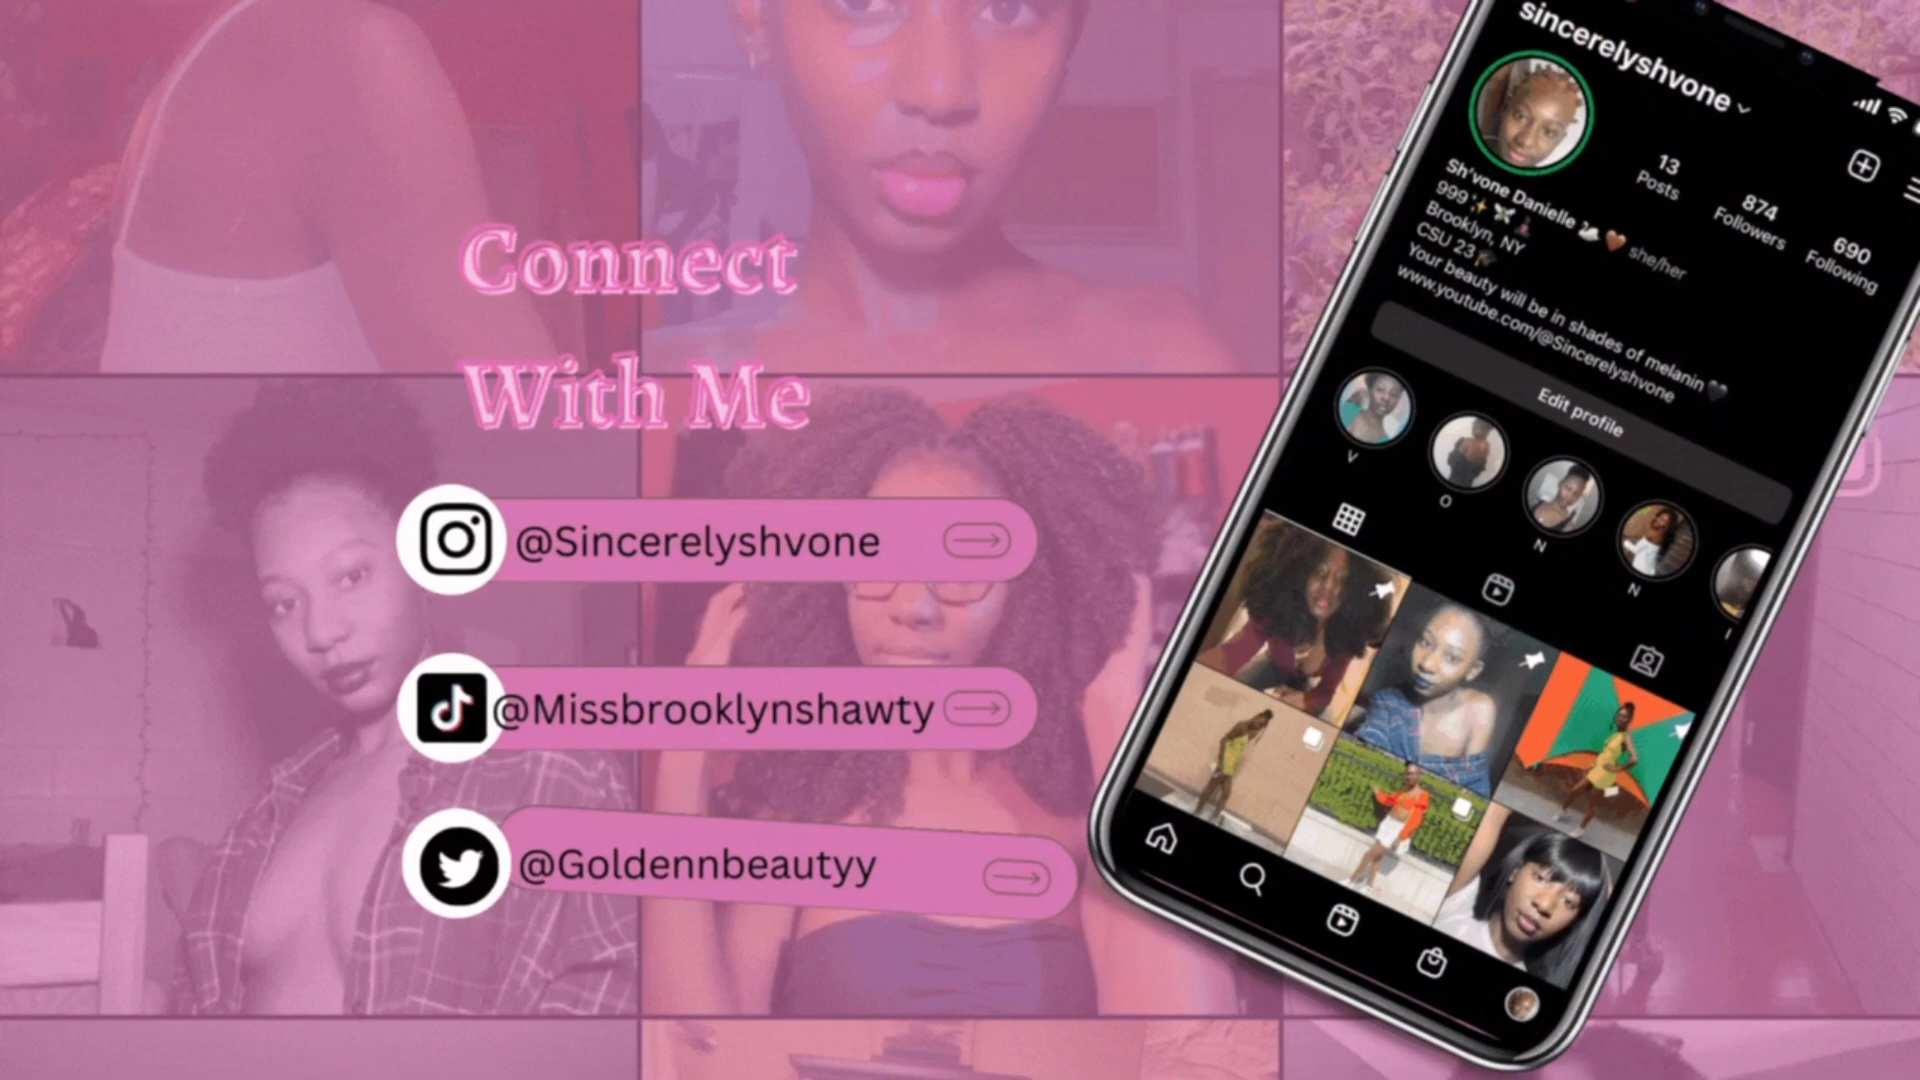 Connect
With Me
@Sincerelyshvone
@Missbrooklynshawty
@Goldennbeautyy
sincerelyshvone
13
Posts
874
Followers
690
Following
Sh'vone Danielle 🦢 🤎 she/her
999✨
Brooklyn, NY
CSU 23🎓
Your beauty will be in shades of melanin🖤
www.youtube.com/@Sincerelyshvone
Edit profile
V
O
N
N
I